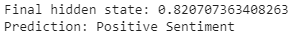 Final hidden state: 0.820707363408263
Prediction: Positive Sentiment